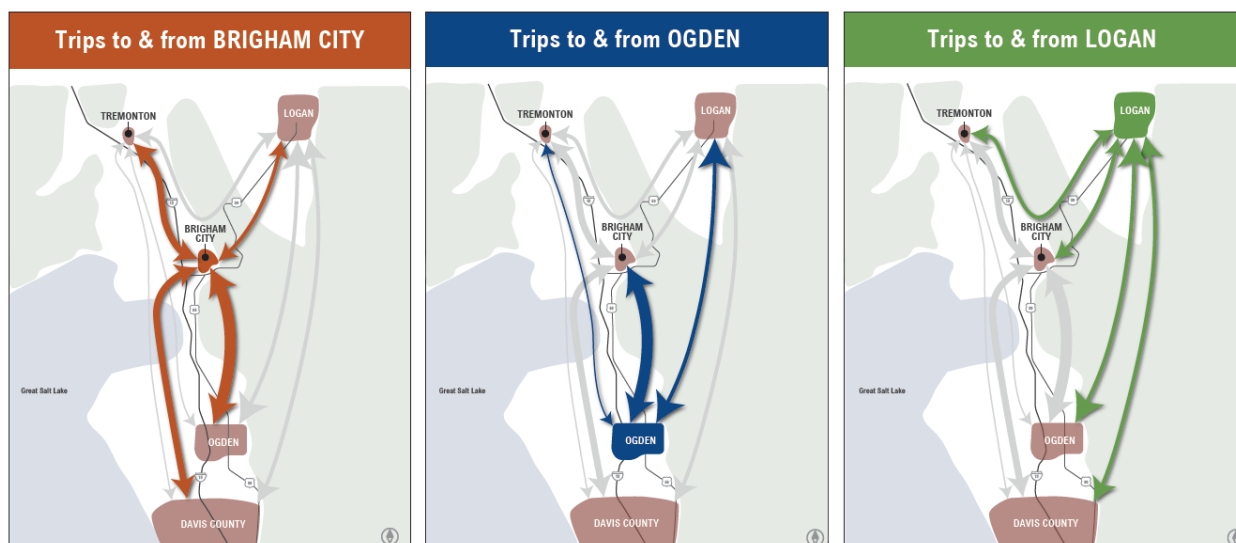 Trips to & from BRIGHAM CITY
TREMONTON
LOGAN
BRIGHAM
CITY
Great Salt Lake
OGDEN
DAVIS COUNTY
Trips to & from OGDEN
TREMONTON
LOGAN
BRIGHAM
CITY
Great Salt Lake
OGDEN
DAVIS COUNTY
Trips to & from LOGAN
TREMONTON
LOGAN
BRIGHAM
CITY
Great Salt Lake
OGDEN
DAVIS COUNTY